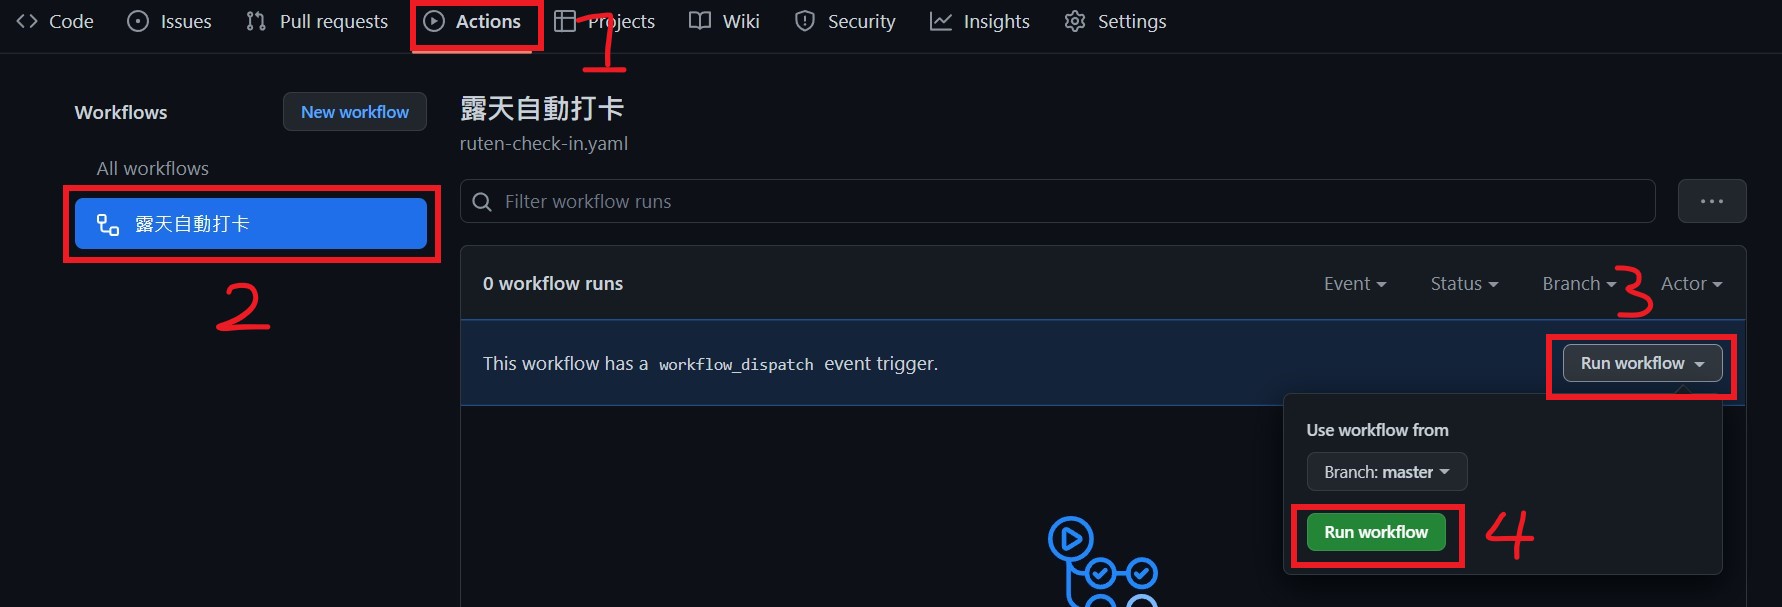 Code Issues Pull requests Actions Projects Wiki Security Insights Settings
1
Workflows New workflow
All workflows
露天自動打卡
2
露天自動打卡
ruten-check-in.yaml
Filter workflow runs
0 workflow runs Event Status Branch Actor
3
This workflow has a workflow_dispatch event trigger. Run workflow
Use workflow from
Branch: master
Run workflow 4